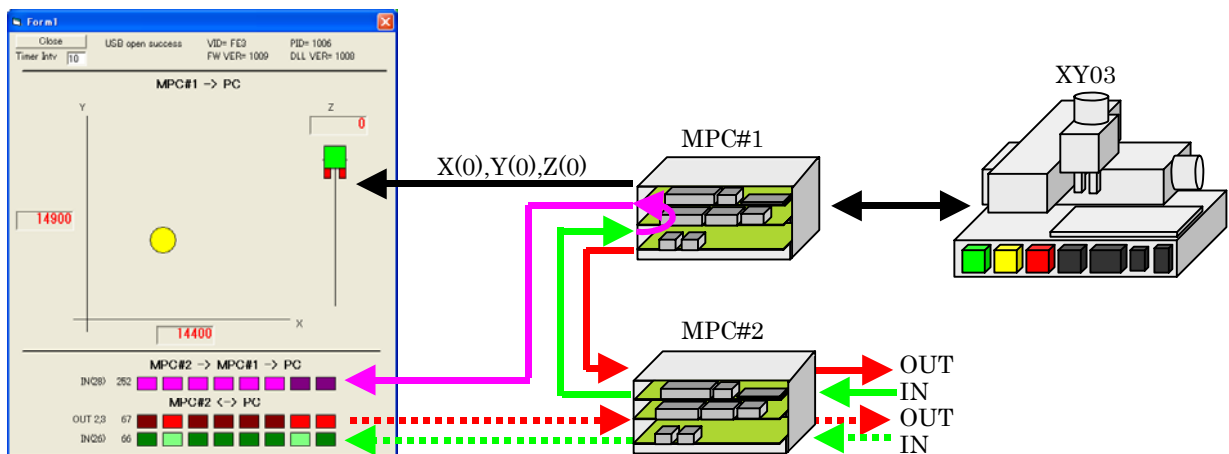 Form1
Close
USB open success VID= FE3 PID= 1006
Timer Intv 10 FW VER= 1009 DLL VER= 1008
MPC#1 -> PC
Y
Z
0
14900
X
14400
MPC#2 -> MPC#1 -> PC
IN(28) 252
MPC#2 <-> PC
OUT 2,3 67
IN(26) 66
X(0),Y(0),Z(0)
MPC#1
XY03
MPC#2
OUT
IN
OUT
IN